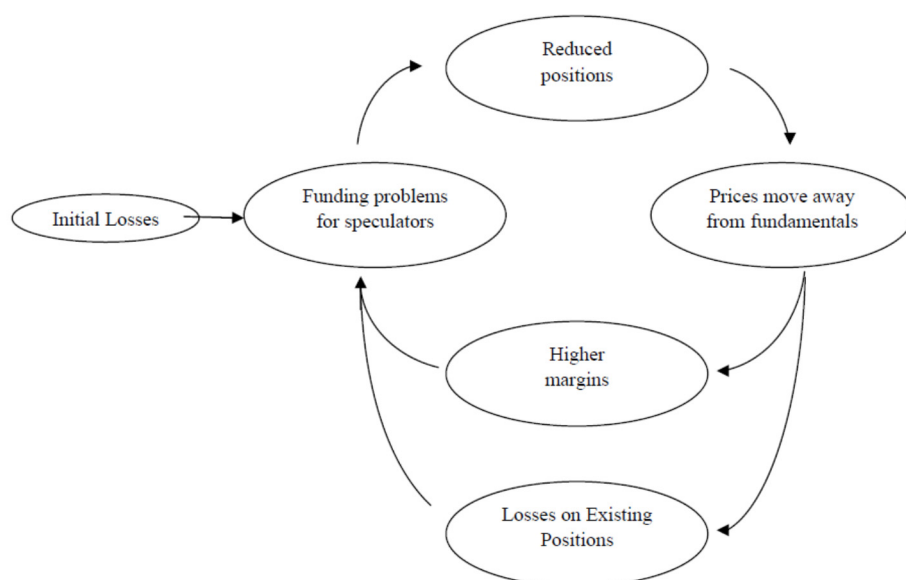 Reduced
positions
Funding problems
for speculators
Prices move away
from fundamentals
Initial Losses
Higher
margins
Losses on Existing
Positions